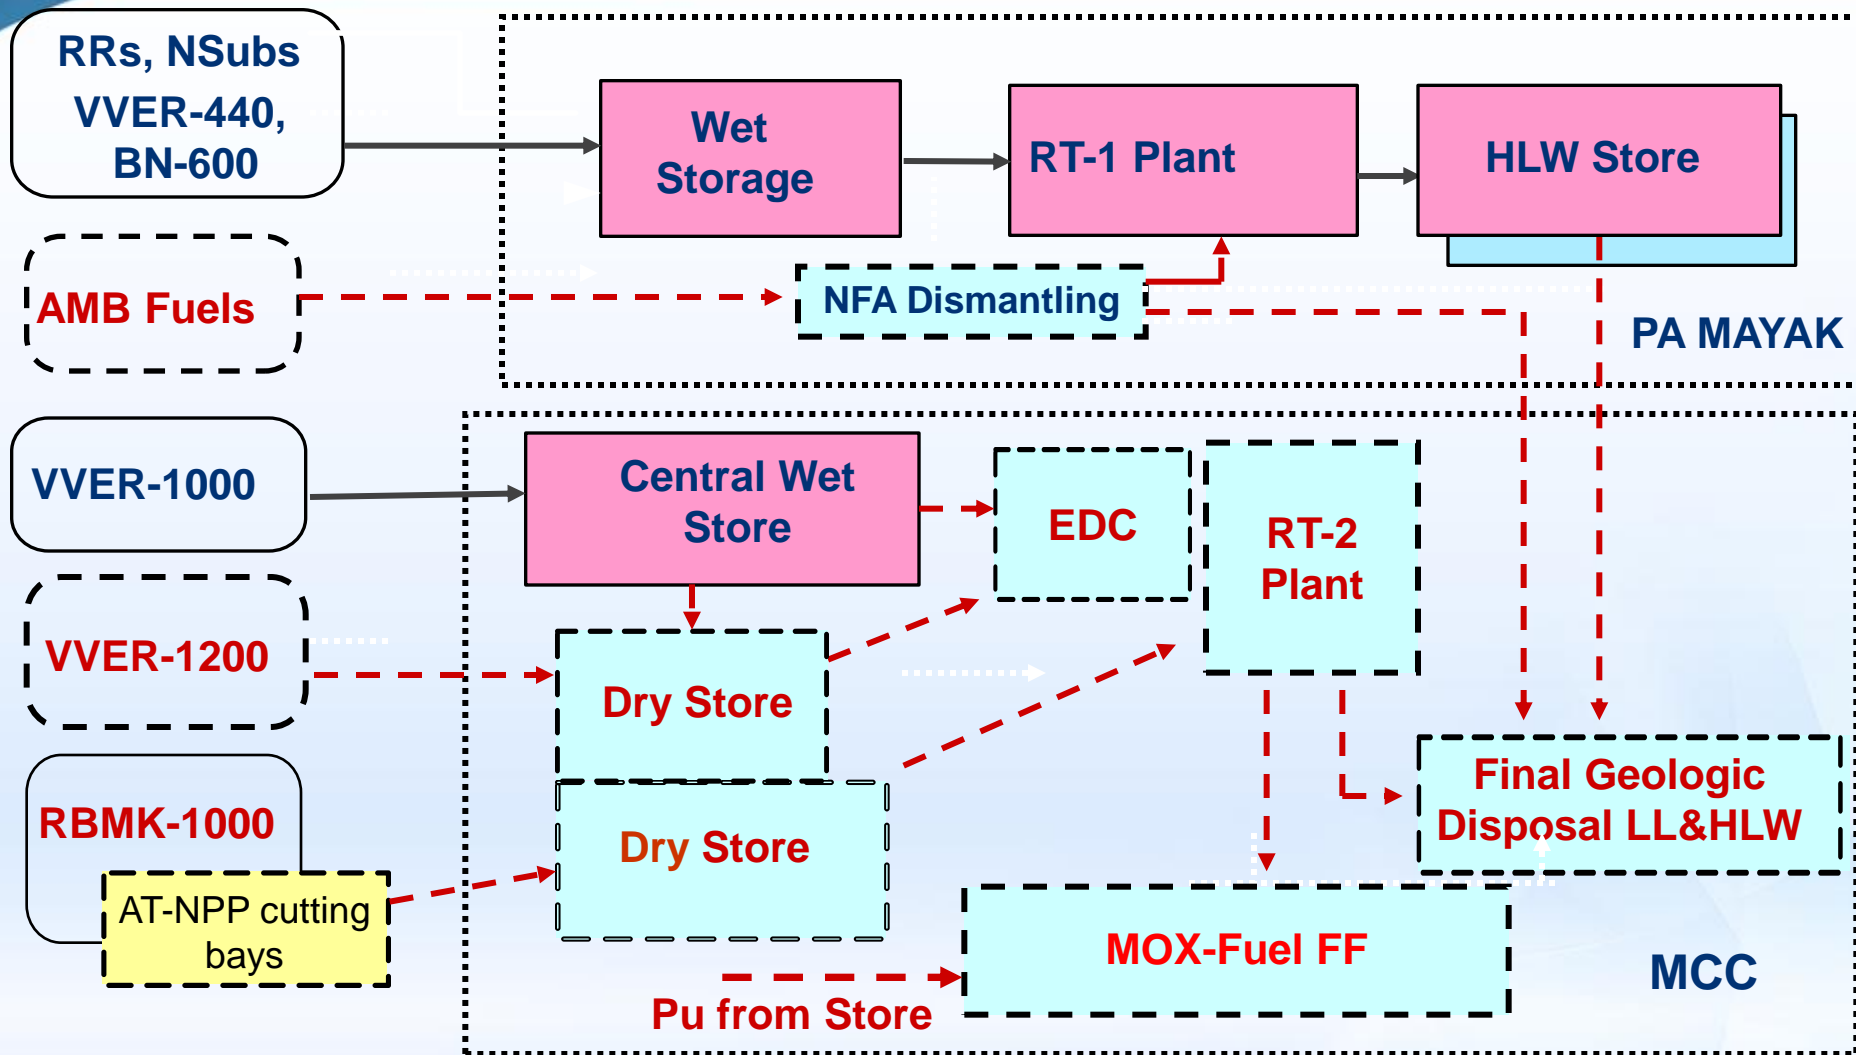 RRs, NSubs
VVER-440,
BN-600
Wet
Storage
RT-1 Plant
HLW Store
AMB Fuels
NFA Dismantling
PA MAYAK
VVER-1000
Central Wet
Store
EDC
RT-2
Plant
VVER-1200
Dry Store
RBMK-1000
Dry Store
AT-NPP cutting
bays
Final Geologic
Disposal LL&HLW
MOX-Fuel FF
Pu from Store
MCC